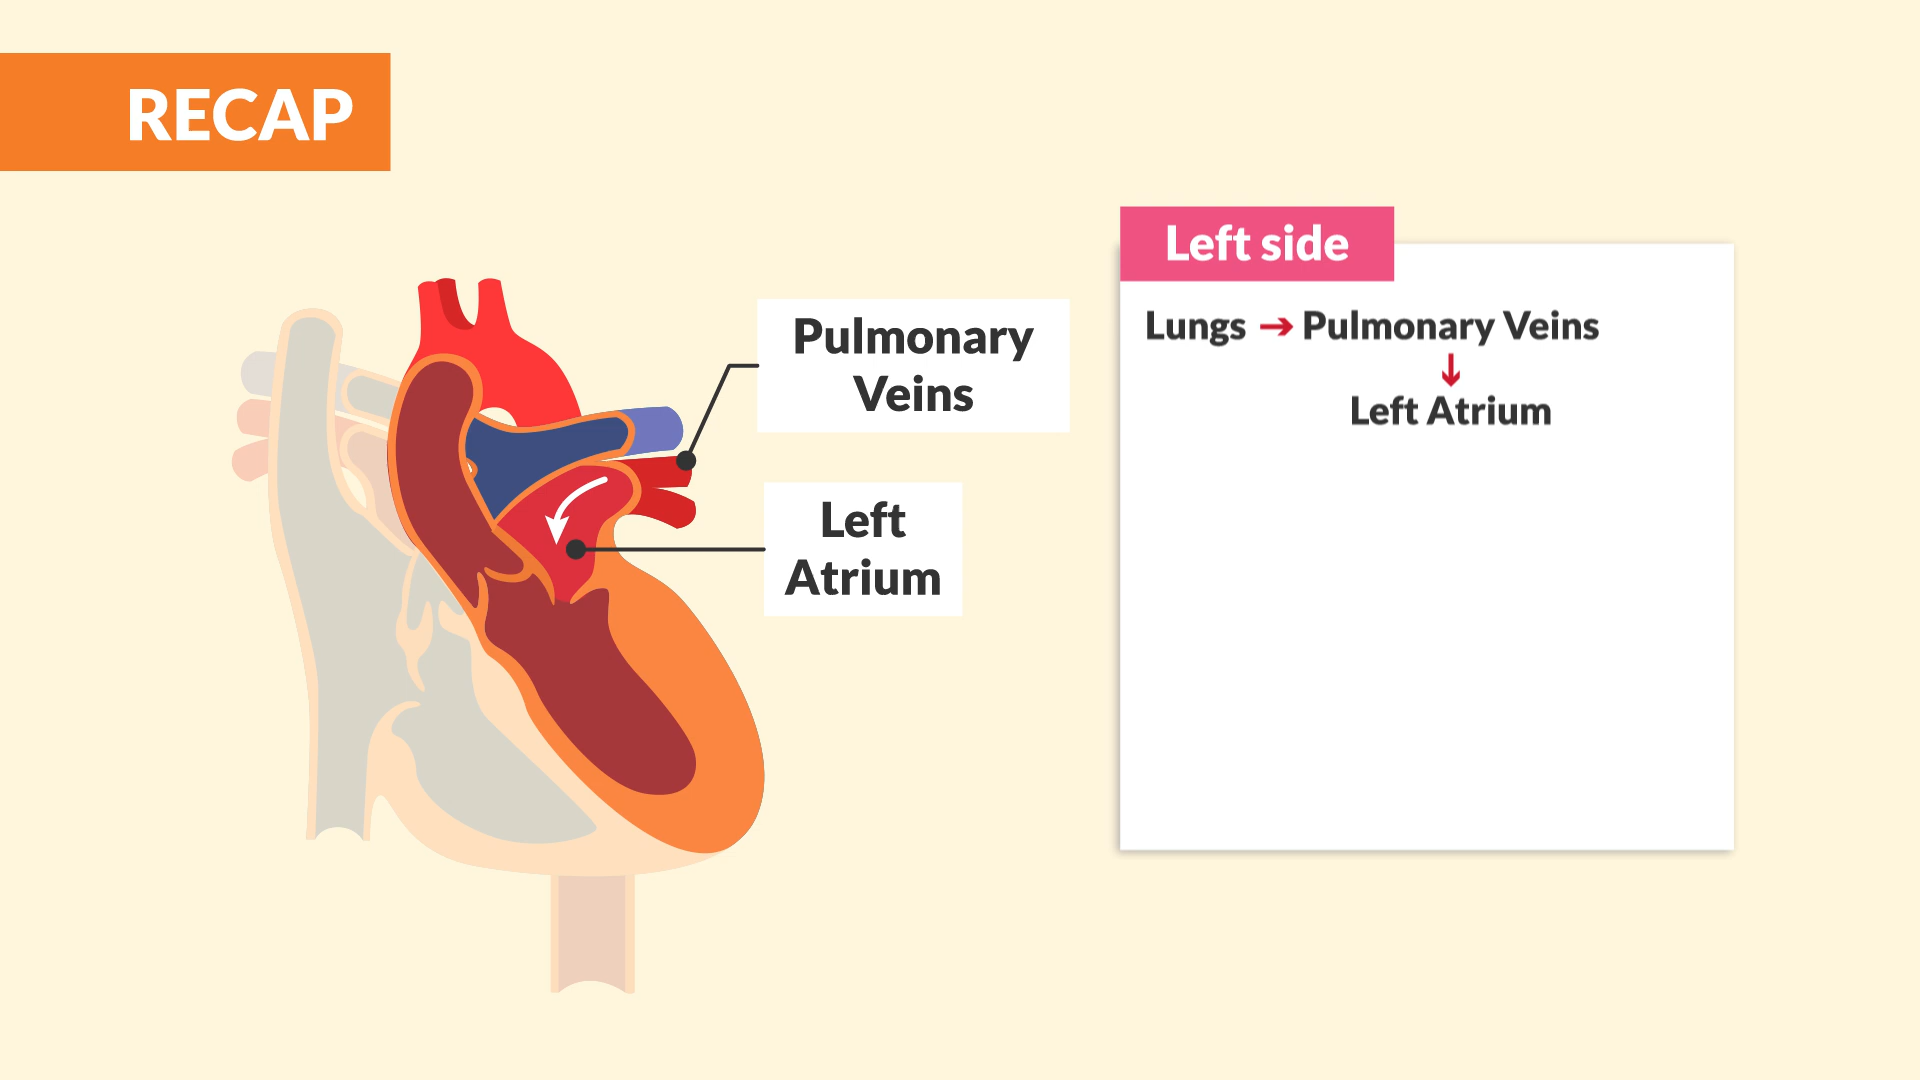 RECAP
Pulmonary
Veins
Left
Atrium
Left side
Lungs ➔ Pulmonary Veins
↓
Left Atrium